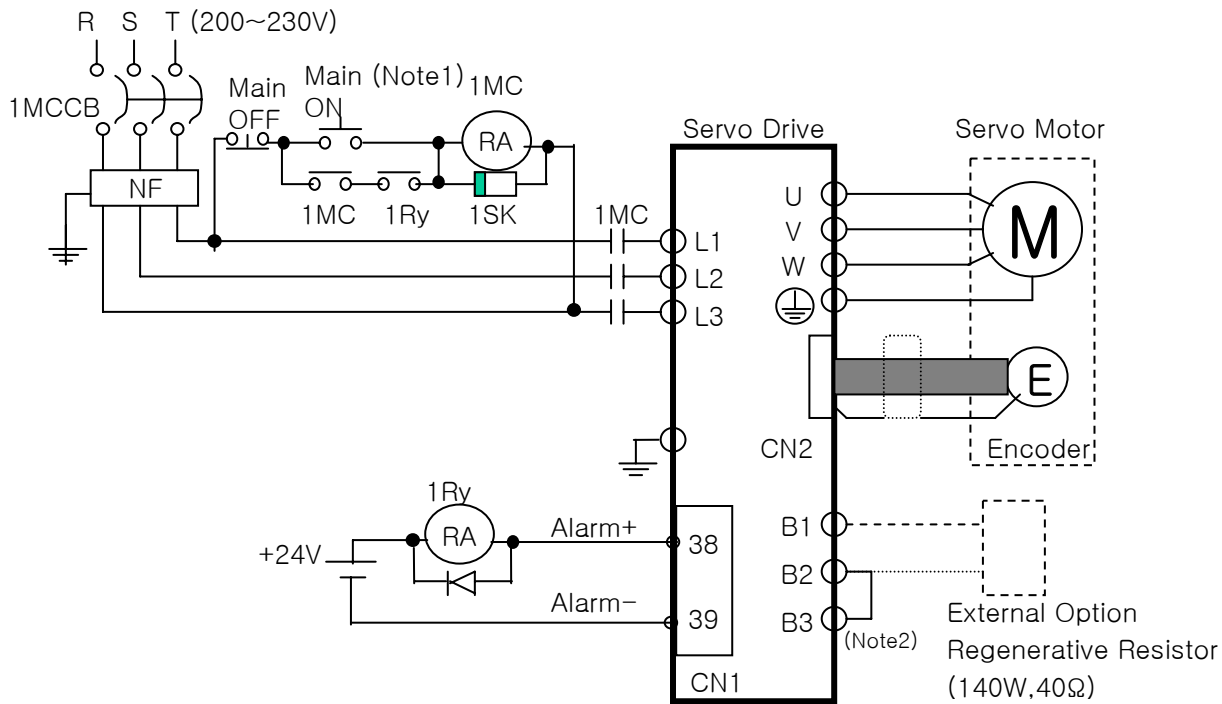 R S T (200~230V)
1MCCB
Main
OFF
Main (Note1)
ON
1MC
RA
NF
1MC 1Ry 1SK
1MC
L1
L2
L3
Servo Drive
Servo Motor
U
V
W
M
E
CN2
Encoder
1Ry
RA
+24V
Alarm+
38
Alarm-
39
CN1
B1
B2
B3
(Note2)
External Option
Regenerative Resistor
(140W,40Ω)